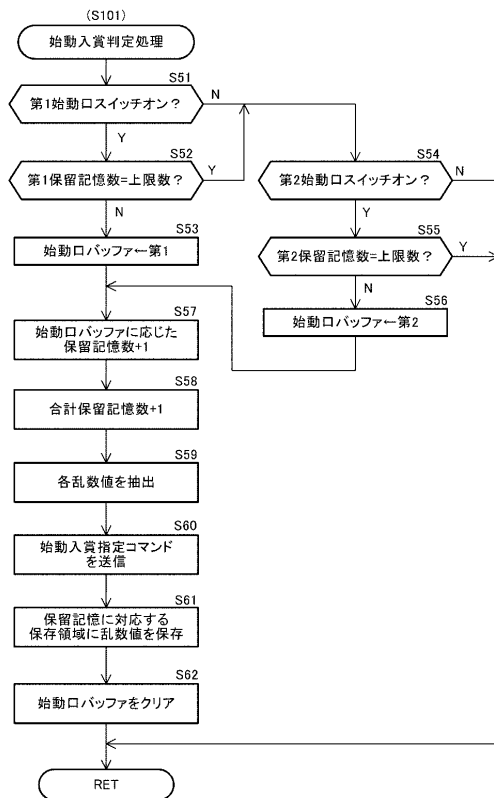 (S101)
始動入賞判定処理
S51
第1始動口スイッチオン?
N
Y
S52
第1保留記憶数=上限数?
Y
N
S53
始動口バッファ←第1
S54
第2始動口スイッチオン?
N
Y
S55
第2保留記憶数=上限数?
Y
N
S56
始動口バッファ←第2
S57
始動口バッファに応じた
保留記憶数+1
S58
合計保留記憶数+1
S59
各乱数値を抽出
S60
始動入賞指定コマンド
を送信
S61
保留記憶に対応する
保存領域に乱数値を保存
S62
始動口バッファをクリア
RET